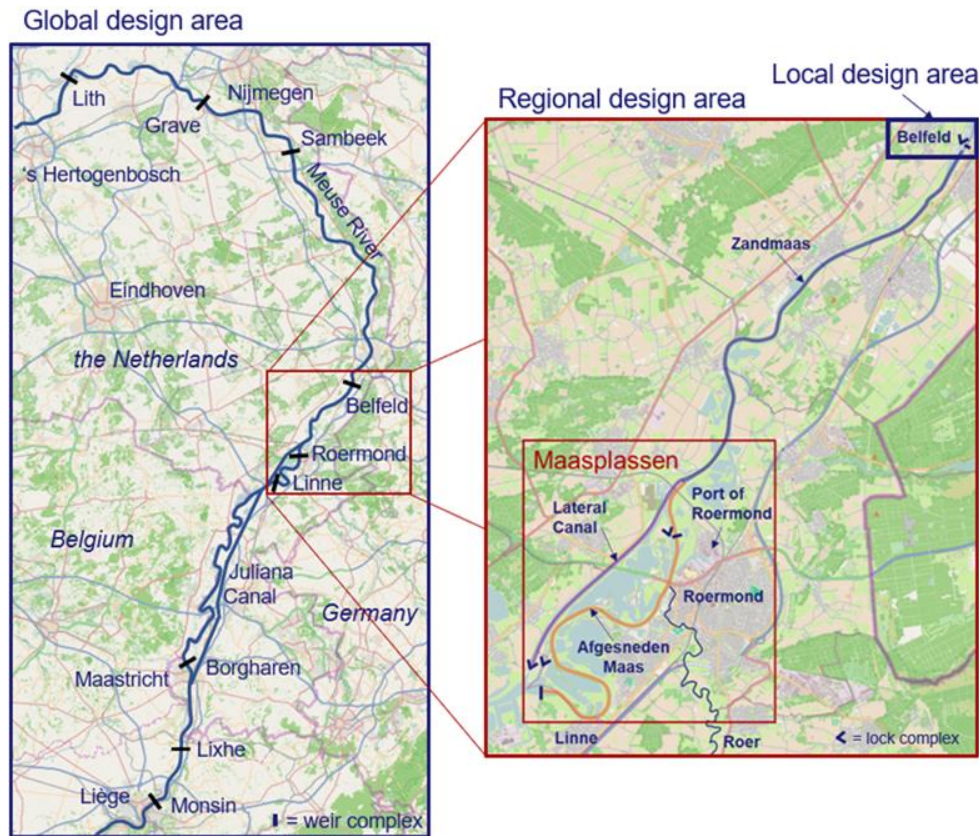 Global design area
Lith
Grave
Nijmegen
Sambeek
's Hertogenbosch
Meuse River
Eindhoven
the Netherlands
Belfeld
Roermond
Linne
Belgium
Juliana
Canal
Germany
Maastricht
Borgharen
Lixhe
Liège
Monsin
= weir complex
Local design area
Regional design area
Belfeld
Zandmaas
Maasplassen
Lateral
Canal
Port of
Roermond
Roermond
Afgesneden
Maas
Linne
Roer
= lock complex